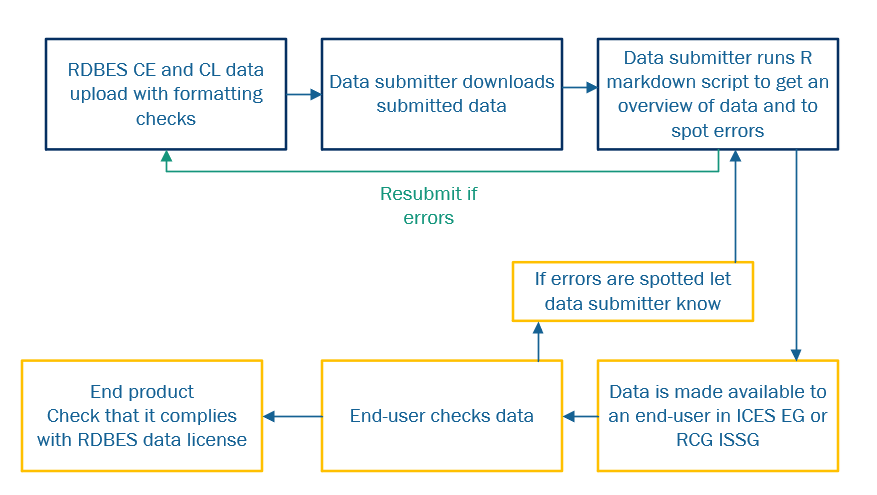 RDBES CE and CL data
upload with formatting
checks
Data submitter downloads
submitted data
Data submitter runs R
markdown script to get an
overview of data and to
spot errors
Resubmit if
errors
If errors are spotted let
data submitter know
End product
Check that it complies
with RDBES data license
End-user checks data
Data is made available to
an end-user in ICES EG or
RCG ISSG